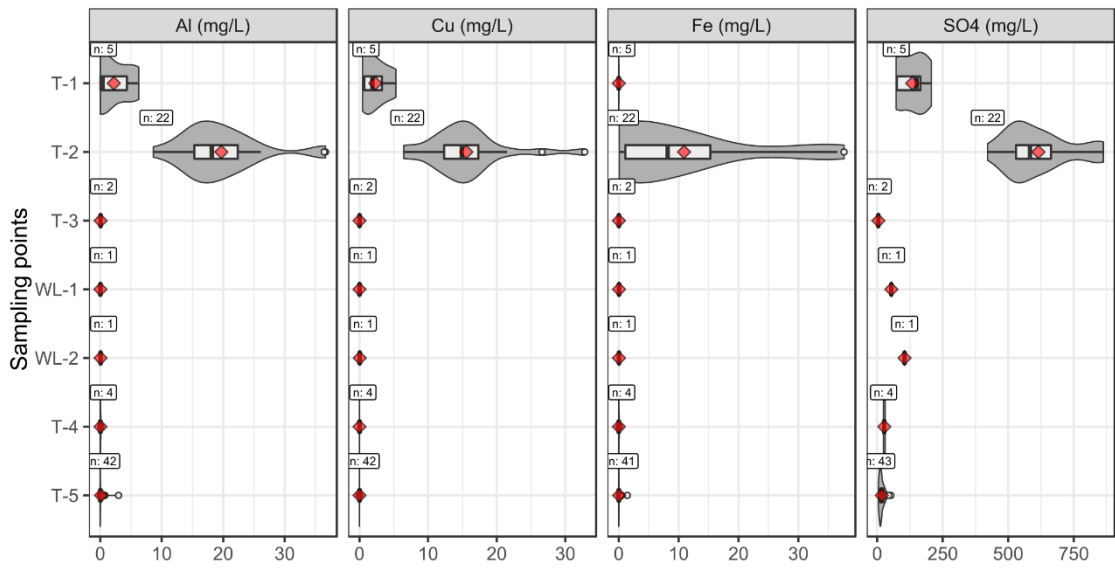 Al (mg/L) Cu (mg/L) Fe (mg/L) SO4 (mg/L)
Sampling points
T-1 n: 5 n: 5 n: 5 n: 5
T-2 n: 22 n: 22 n: 22 n: 22
T-3 n: 2 n: 2 n: 2 n: 2
WL-1 n: 1 n: 1 n: 1 n: 1
WL-2 n: 1 n: 1 n: 1 n: 1
T-4 n: 4 n: 4 n: 4 n: 4
T-5 n: 42 n: 42 n: 41 n: 43
0 10 20 30 0 10 20 30 0 10 20 30 0 250 500 750